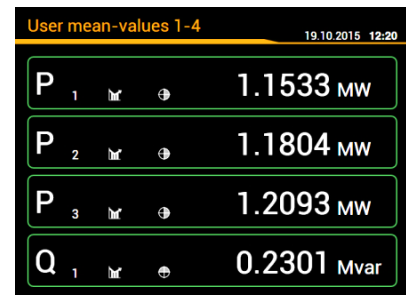 User mean-values 1-4
19.10.2015 12:20
P 1 1.1533 MW
P 2 1.1804 MW
P 3 1.2093 MW
Q 1 0.2301 Mvar